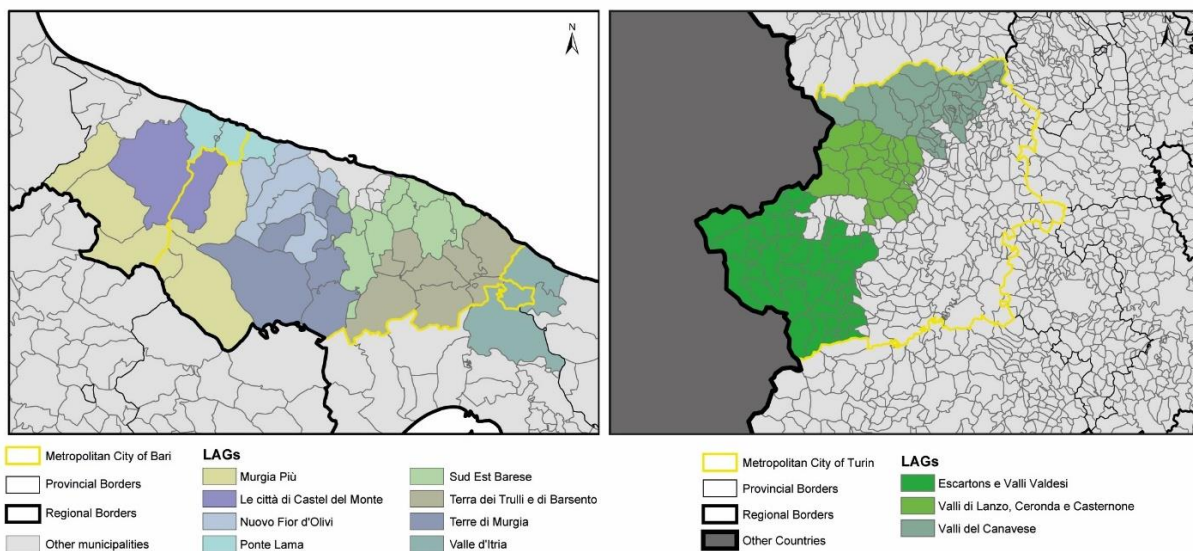 N
N
Metropolitan City of Bari
Provincial Borders
Regional Borders
Other municipalities
LAGs
Murgia Più
Le città di Castel del Monte
Nuovo Fior d'Olivi
Ponte Lama
Sud Est Barese
Terra dei Trulli e di Barsento
Terre di Murgia
Valle d'Itria
Metropolitan City of Turin
Provincial Borders
Regional Borders
Other Countries
LAGs
Escartons e Valli Valdesi
Valli di Lanzo, Ceronda e Casternone
Valli del Canavese